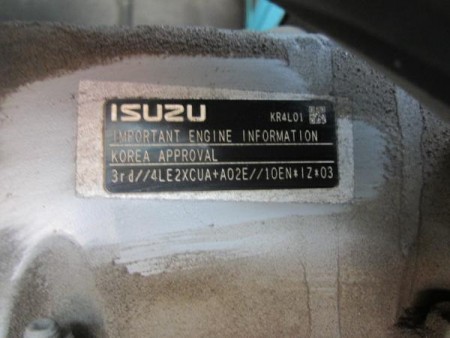 ISUZU KR4L01
IMPORTANT ENGINE INFORMATION
KOREA APPROVAL
3rd//4LE2XCUA+A02E//10EN*IZ*03